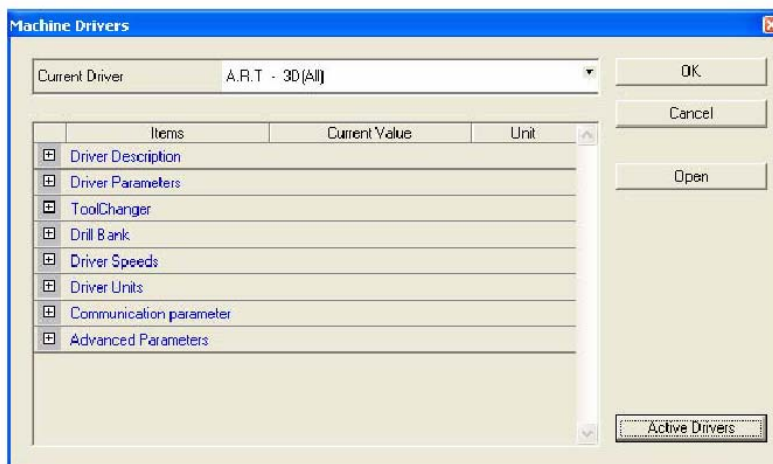 Machine Drivers
Current Driver A.R.T - 3D(All)
OK
Cancel
Open
Items Current Value Unit
Driver Description
Driver Parameters
ToolChanger
Drill Bank
Driver Speeds
Driver Units
Communication parameter
Advanced Parameters
Active Drivers